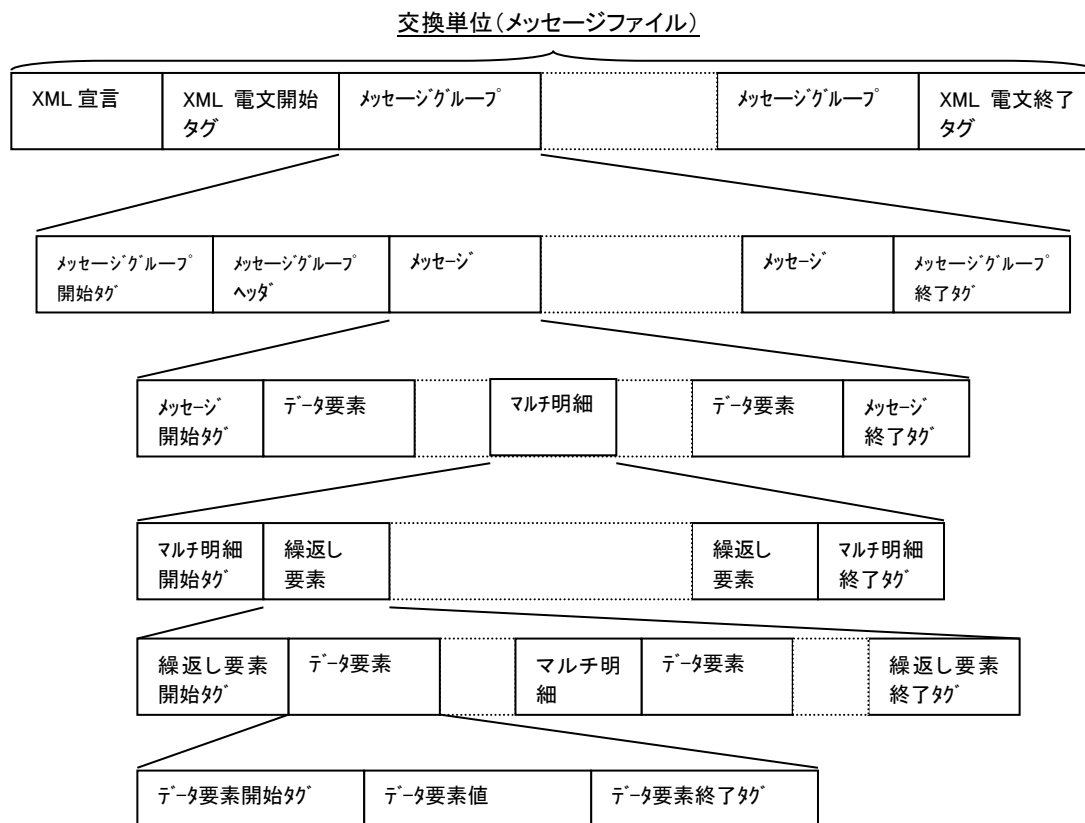 交換単位（メッセージファイル）
XML 宣言
XML 電文開始
タグ
ﾒｯｾｰｼﾞｸﾞﾙｰﾌﾟ
ﾒｯｾｰｼﾞｸﾞﾙｰﾌﾟ
XML 電文終了
タグ
ﾒｯｾｰｼﾞｸﾞﾙｰﾌﾟ
開始ﾀｸﾞ
ﾒｯｾｰｼﾞｸﾞﾙｰﾌﾟ
ﾍｯﾀﾞ
ﾒｯｾｰｼﾞ
ﾒｯｾｰｼﾞ
ﾒｯｾｰｼﾞｸﾞﾙｰﾌﾟ
終了ﾀｸﾞ
ﾒｯｾｰｼﾞ
開始ﾀｸﾞ
ﾃﾞｰﾀ要素
ﾏﾙﾁ明細
ﾃﾞｰﾀ要素
ﾒｯｾｰｼﾞ
終了ﾀｸﾞ
ﾏﾙﾁ明細
開始ﾀｸﾞ
繰返し
要素
繰返し
要素
ﾏﾙﾁ明細
終了ﾀｸﾞ
繰返し要素
開始ﾀｸﾞ
ﾃﾞｰﾀ要素
マルチ明
細
ﾃﾞｰﾀ要素
繰返し要素
終了ﾀｸﾞ
ﾃﾞｰﾀ要素開始ﾀｸﾞ
ﾃﾞｰﾀ要素値
ﾃﾞｰﾀ要素終了ﾀｸﾞ